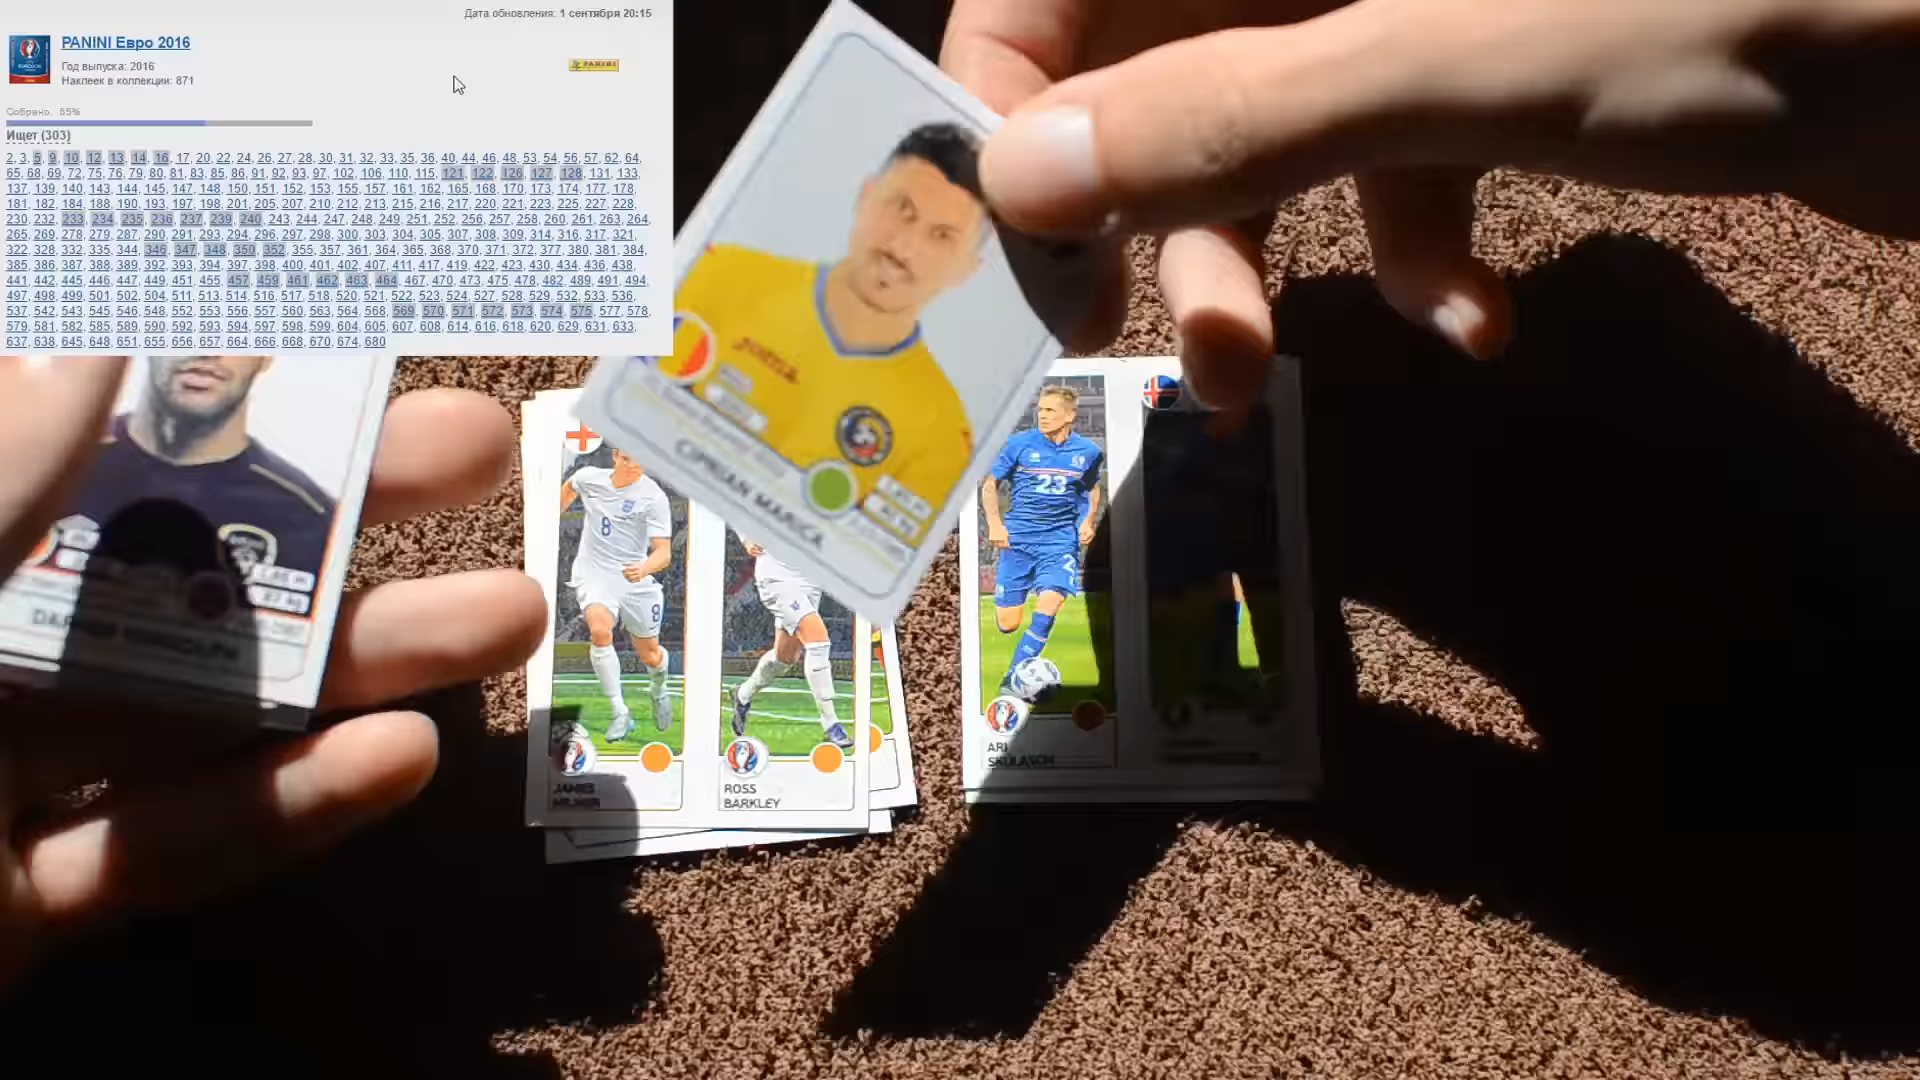 Дата обновления: 1 сентября 20:15
PANINI Евро 2016
Год выпуска: 2016
Наклеек в коллекции: 871
PANINI
Собрано: 65%
Ищет (303)
2, 3, 5, 9, 10, 12, 13, 14, 16, 17, 20, 22, 24, 26, 27, 28, 30, 31, 32, 33, 35, 36, 40, 44, 46, 48, 53, 54, 56, 57, 62, 64,
65, 68, 69, 72, 75, 76, 79, 80, 81, 83, 85, 86, 91, 92, 93, 97, 102, 106, 110, 115, 121, 122, 126, 127, 128, 131, 133,
137, 139, 140, 143, 144, 145, 147, 148, 150, 151, 152, 153, 155, 157, 161, 162, 165, 168, 170, 173, 174, 177, 178,
181, 182, 184, 188, 190, 193, 197, 198, 201, 205, 207, 210, 212, 213, 215, 216, 217, 220, 221, 223, 225, 227, 228,
230, 232, 233, 234, 235, 236, 237, 239, 240, 243, 244, 247, 248, 249, 251, 252, 256, 257, 258, 260, 261, 263, 264,
265, 269, 278, 279, 287, 290, 291, 293, 294, 296, 297, 298, 300, 303, 304, 305, 307, 308, 309, 314, 316, 317, 321,
322, 328, 332, 335, 344, 346, 347, 348, 350, 352, 355, 357, 361, 364, 365, 368, 370, 371, 372, 377, 380, 381, 384,
385, 386, 387, 388, 389, 392, 393, 394, 397, 398, 400, 401, 402, 407, 411, 417, 419, 422, 423, 430, 434, 436, 438,
441, 442, 445, 446, 447, 449, 451, 455, 457, 459, 461, 462, 463, 464, 467, 470, 473, 475, 478, 482, 489, 491, 494,
497, 498, 499, 501, 502, 504, 511, 513, 514, 516, 517, 518, 520, 521, 522, 523, 524, 527, 528, 529, 532, 533, 536,
537, 542, 543, 545, 546, 548, 552, 553, 556, 557, 560, 563, 564, 568, 569, 570, 571, 572, 573, 574, 575, 577, 578,
579, 581, 582, 585, 589, 590, 592, 593, 594, 597, 598, 599, 604, 605, 607, 608, 614, 616, 618, 620, 629, 631, 633,
637, 638, 645, 648, 651, 655, 656, 657, 664, 666, 668, 670, 674, 680
CIPRIAN MARICA
23
2
8
8
JAMES
MILNER
ROSS
BARKLEY
ARI
SKÚLASON